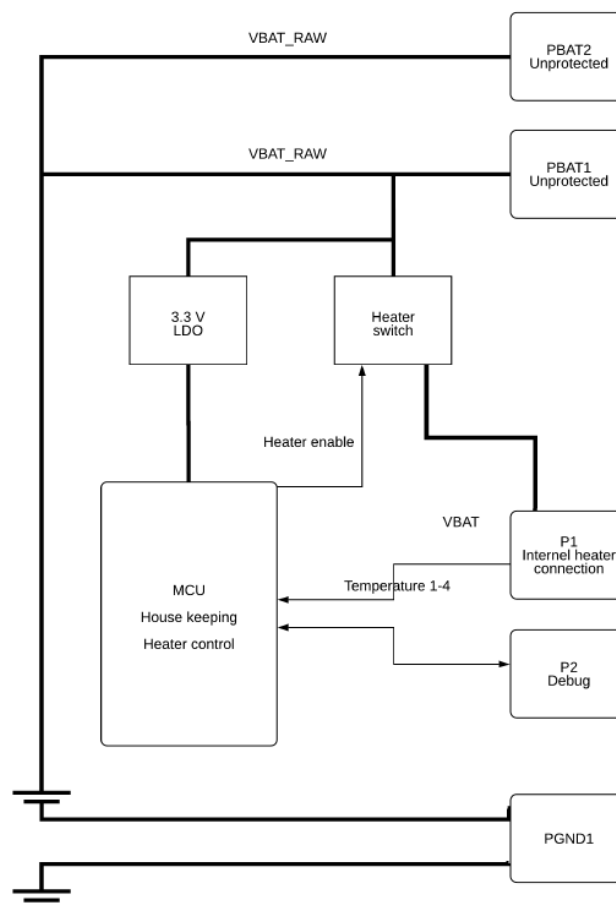 VBAT_RAW
PBAT2
Unprotected
VBAT_RAW
PBAT1
Unprotected
3.3 V
LDO
Heater
switch
Heater enable
VBAT
P1
Internel heater
connection
MCU
House keeping
Heater control
Temperature 1-4
P2
Debug
PGND1